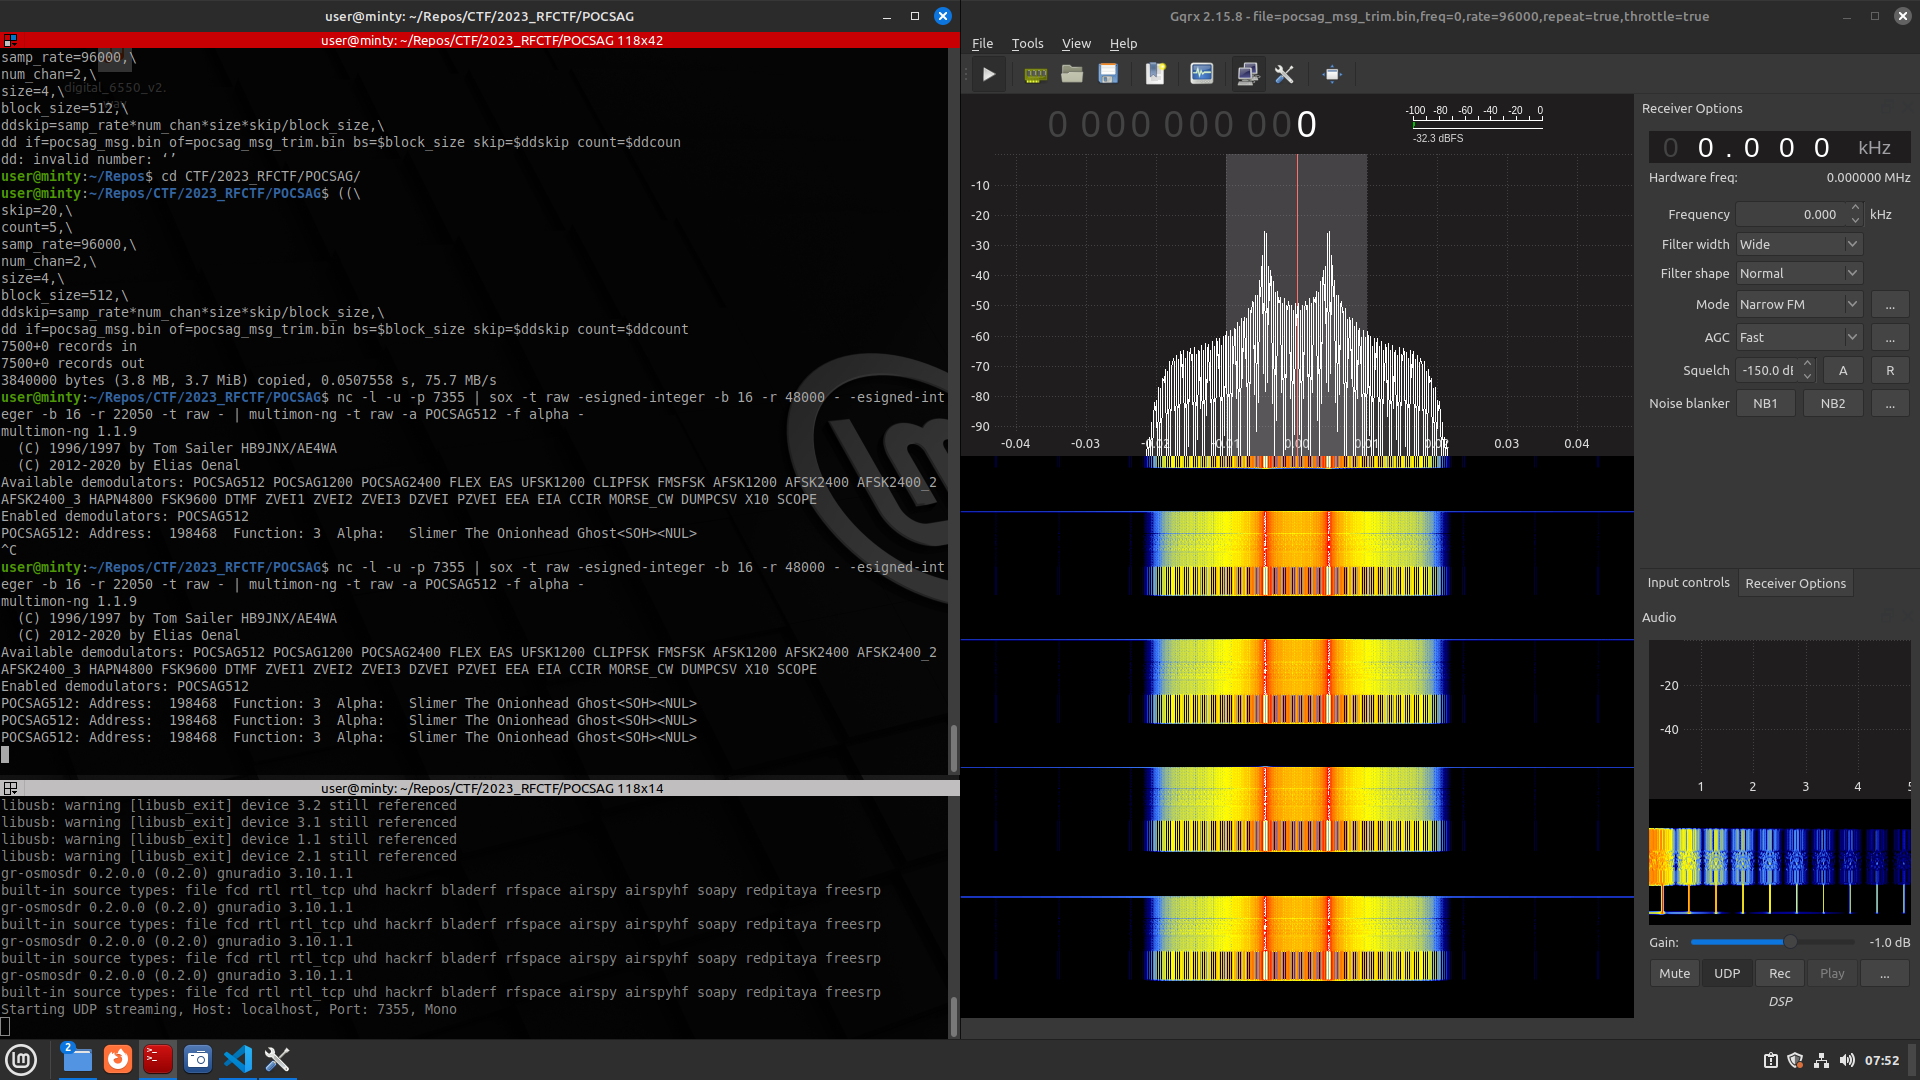 user@minty: ~/Repos/CTF/2023_RFCTF/POCSAG
user@minty: ~/Repos/CTF/2023_RFCTF/POCSAG 118x42
samp_rate=96000,\
num_chan=2,\
size=4,\
digital_6550_v2.
block_size=512,\
ddskip=samp_rate*num_chan*size*skip/block_size,\
dd if=pocsag_msg.bin of=pocsag_msg_trim.bin bs=$block_size skip=$ddskip count=$ddcoun
dd: invalid number: ‘’
user@minty:~/Repos$ cd CTF/2023_RFCTF/POCSAG/
user@minty:~/Repos/CTF/2023_RFCTF/POCSAG$ ((\
skip=20,\
count=5,\
samp_rate=96000,\
num_chan=2,\
size=4,\
block_size=512,\
ddskip=samp_rate*num_chan*size*skip/block_size,\
dd if=pocsag_msg.bin of=pocsag_msg_trim.bin bs=$block_size skip=$ddskip count=$ddcount
7500+0 records in
7500+0 records out
3840000 bytes (3.8 MB, 3.7 MiB) copied, 0.0507558 s, 75.7 MB/s
user@minty:~/Repos/CTF/2023_RFCTF/POCSAG$ nc -l -u -p 7355 | sox -t raw -esigned-integer -b 16 -r 48000 - -esigned-int
eger -b 16 -r 22050 -t raw - | multimon-ng -t raw -a POCSAG512 -f alpha -
multimon-ng 1.1.9
(C) 1996/1997 by Tom Sailer HB9JNX/AE4WA
(C) 2012-2020 by Elias Oenal
Available demodulators: POCSAG512 POCSAG1200 POCSAG2400 FLEX EAS UFSK1200 CLIPFSK FMSFSK AFSK1200 AFSK2400 AFSK2400_2
AFSK2400_3 HAPN4800 FSK9600 DTMF ZVEI1 ZVEI2 ZVEI3 DZVEI PZVEI EEA EIA CCIR MORSE_CW DUMPCSV X10 SCOPE
Enabled demodulators: POCSAG512
POCSAG512: Address:  198468  Function: 3  Alpha:   Slimer The Onionhead Ghost<SOH><NUL>
^C
user@minty:~/Repos/CTF/2023_RFCTF/POCSAG$ nc -l -u -p 7355 | sox -t raw -esigned-integer -b 16 -r 48000 - -esigned-int
eger -b 16 -r 22050 -t raw - | multimon-ng -t raw -a POCSAG512 -f alpha -
multimon-ng 1.1.9
(C) 1996/1997 by Tom Sailer HB9JNX/AE4WA
(C) 2012-2020 by Elias Oenal
Available demodulators: POCSAG512 POCSAG1200 POCSAG2400 FLEX EAS UFSK1200 CLIPFSK FMSFSK AFSK1200 AFSK2400 AFSK2400_2
AFSK2400_3 HAPN4800 FSK9600 DTMF ZVEI1 ZVEI2 ZVEI3 DZVEI PZVEI EEA EIA CCIR MORSE_CW DUMPCSV X10 SCOPE
Enabled demodulators: POCSAG512
POCSAG512: Address:  198468  Function: 3  Alpha:   Slimer The Onionhead Ghost<SOH><NUL>
POCSAG512: Address:  198468  Function: 3  Alpha:   Slimer The Onionhead Ghost<SOH><NUL>
POCSAG512: Address:  198468  Function: 3  Alpha:   Slimer The Onionhead Ghost<SOH><NUL>
user@minty: ~/Repos/CTF/2023_RFCTF/POCSAG 118x14
libusb: warning [libusb_exit] device 3.2 still referenced
libusb: warning [libusb_exit] device 3.1 still referenced
libusb: warning [libusb_exit] device 1.1 still referenced
libusb: warning [libusb_exit] device 2.1 still referenced
gr-osmosdr 0.2.0.0 (0.2.0) gnuradio 3.10.1.1
built-in source types: file fcd rtl rtl_tcp uhd hackrf bladerf rfspace airspy airspyhf soapy redpitaya freesrp
gr-osmosdr 0.2.0.0 (0.2.0) gnuradio 3.10.1.1
built-in source types: file fcd rtl rtl_tcp uhd hackrf bladerf rfspace airspy airspyhf soapy redpitaya freesrp
gr-osmosdr 0.2.0.0 (0.2.0) gnuradio 3.10.1.1
built-in source types: file fcd rtl rtl_tcp uhd hackrf bladerf rfspace airspy airspyhf soapy redpitaya freesrp
gr-osmosdr 0.2.0.0 (0.2.0) gnuradio 3.10.1.1
built-in source types: file fcd rtl rtl_tcp uhd hackrf bladerf rfspace airspy airspyhf soapy redpitaya freesrp
Starting UDP streaming, Host: localhost, Port: 7355, Mono
Gqrx 2.15.8 - file=pocsag_msg_trim.bin,freq=0,rate=96000,repeat=true,throttle=true
File Tools View Help
0 000 000 000
-100 -80 -60 -40 -20 0
-32.3 dBFS
-10
-20
-30
-40
-50
-60
-70
-80
-90
-0.04 -0.03 -0.02 -0.01 0.00 0.01 0.02 0.03 0.04
Receiver Options
0 0.000 kHz
Hardware freq: 0.000000 MHz
Frequency 0.000 kHz
Filter width Wide
Filter shape Normal
Mode Narrow FM ...
AGC Fast ...
Squelch -150.0 dB A R
Noise blanker NB1 NB2 ...
Input controls Receiver Options
Audio
-20
-40
1 2 3 4 5
Gain: -1.0 dB
Mute UDP Rec Play ...
DSP
2
07:52